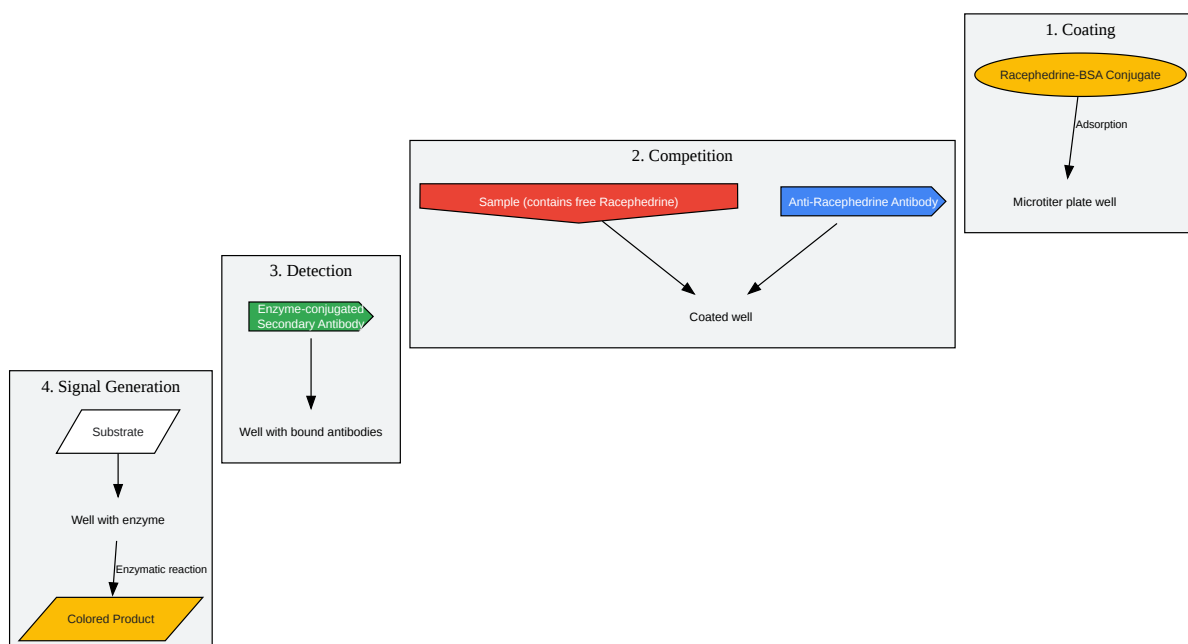 1. Coating
Racephedrine-BSA Conjugate
Adsorption
Microtiter plate well
2. Competition
Sample (contains free Racephedrine)
Anti-Racephedrine Antibody
Coated well
3. Detection
Enzyme-conjugated
Secondary Antibody
Well with bound antibodies
4. Signal Generation
Substrate
Well with enzyme
Enzymatic reaction
Colored Product